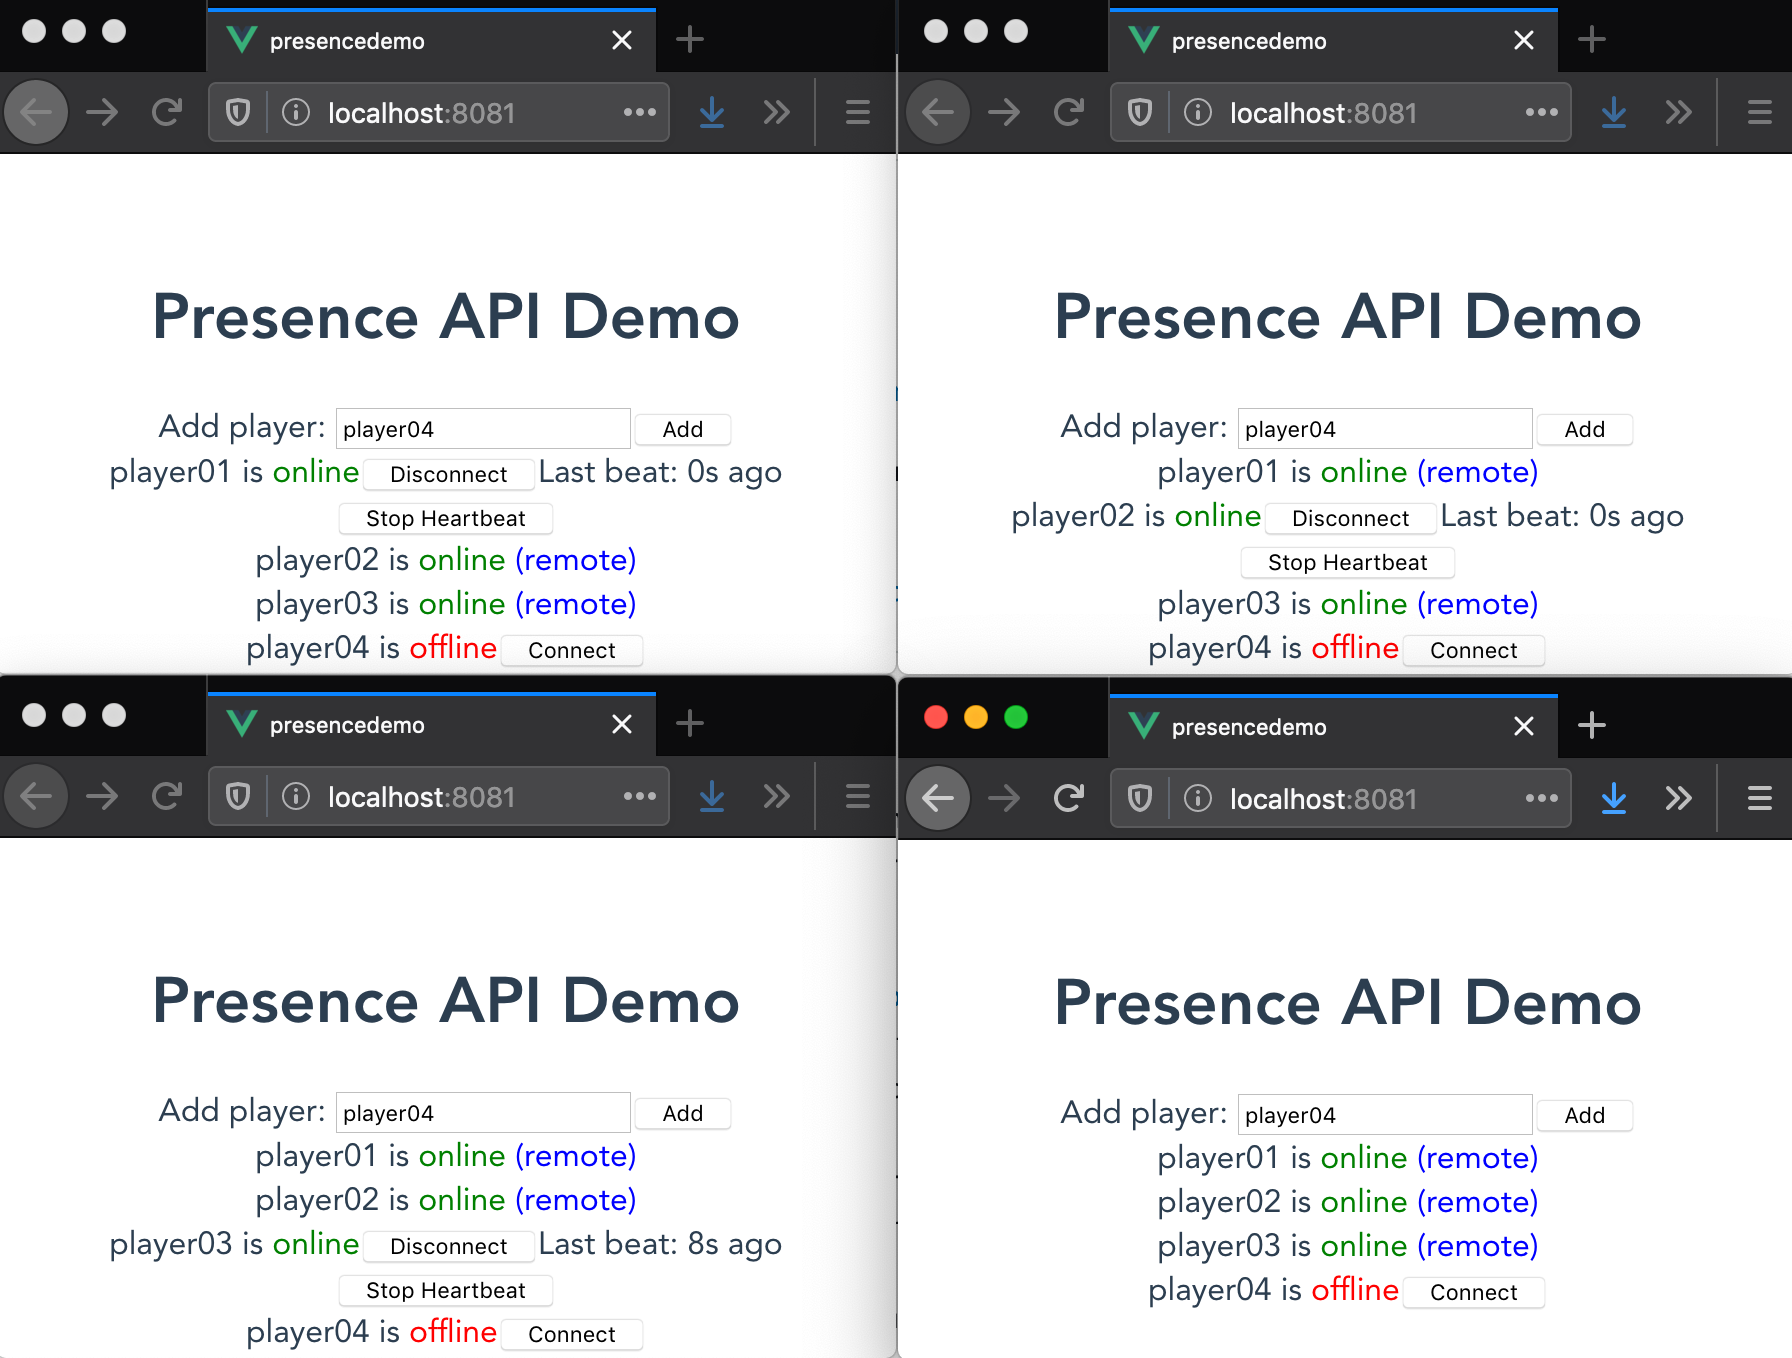 presencedemo
localhost:8081
Presence API Demo
Add player: player04 Add
player01 is online Disconnect Last beat: 0s ago
Stop Heartbeat
player02 is online (remote)
player03 is online (remote)
player04 is offline Connect
presencedemo
localhost:8081
Presence API Demo
Add player: player04 Add
player01 is online (remote)
player02 is online Disconnect Last beat: 0s ago
Stop Heartbeat
player03 is online (remote)
player04 is offline Connect
presencedemo
localhost:8081
Presence API Demo
Add player: player04 Add
player01 is online (remote)
player02 is online (remote)
player03 is online Disconnect Last beat: 8s ago
Stop Heartbeat
player04 is offline Connect
presencedemo
localhost:8081
Presence API Demo
Add player: player04 Add
player01 is online (remote)
player02 is online (remote)
player03 is online (remote)
player04 is offline Connect